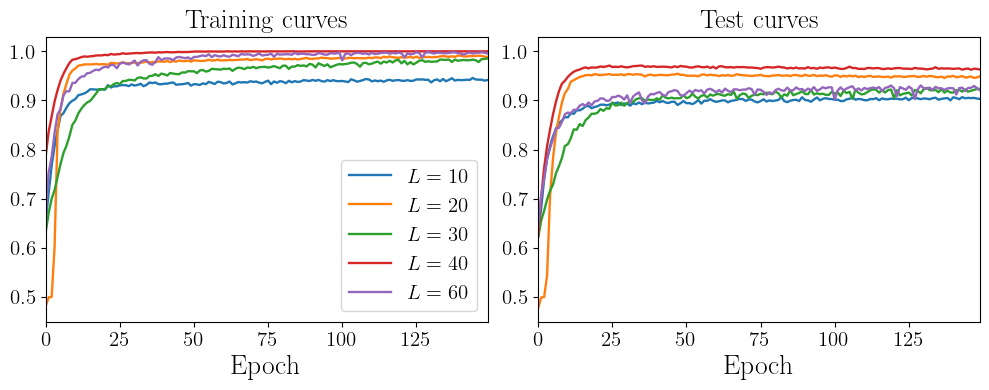 Training curves
1.0
0.9
0.8
0.7
0.6
0.5
0 25 50 75 100 125
Epoch
L = 10
L = 20
L = 30
L = 40
L = 60
Test curves
1.0
0.9
0.8
0.7
0.6
0.5
0 25 50 75 100 125
Epoch